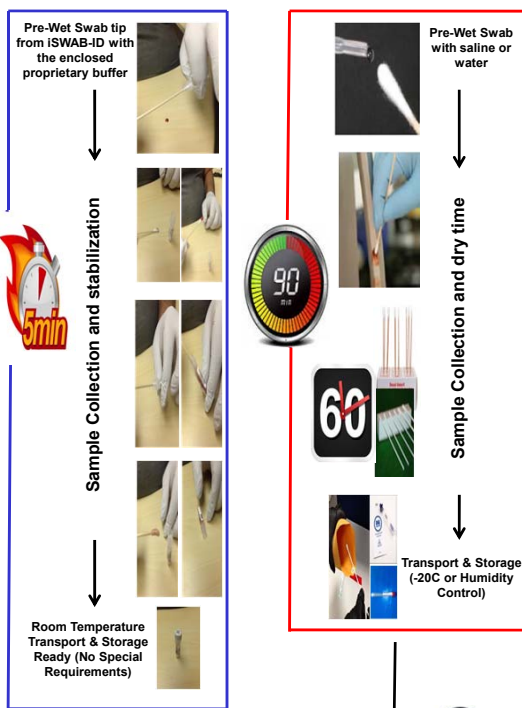 Pre-Wet Swab tip
from iSWAB-ID with
the enclosed
proprietary buffer
Sample Collection and stabilization
5min
Room Temperature
Transport & Storage
Ready (No Special
Requirements)
Pre-Wet Swab
with saline or
water
90
min
60
Sample Collection and dry time
Transport & Storage
(-20C or Humidity
Control)